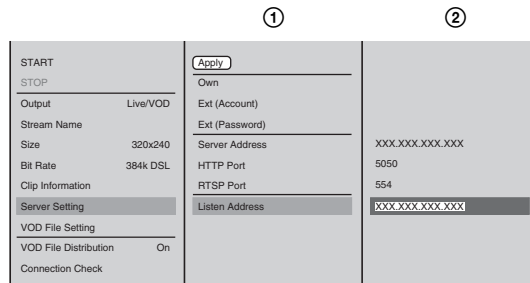 ① ②
START
STOP
Output Live/VOD
Stream Name
Size 320x240
Bit Rate 384k DSL
Clip Information
Server Setting
VOD File Setting
VOD File Distribution On
Connection Check
Apply
Own
Ext (Account)
Ext (Password)
Server Address XXX.XXX.XXX.XXX
HTTP Port 5050
RTSP Port 554
Listen Address XXX.XXX.XXX.XXX